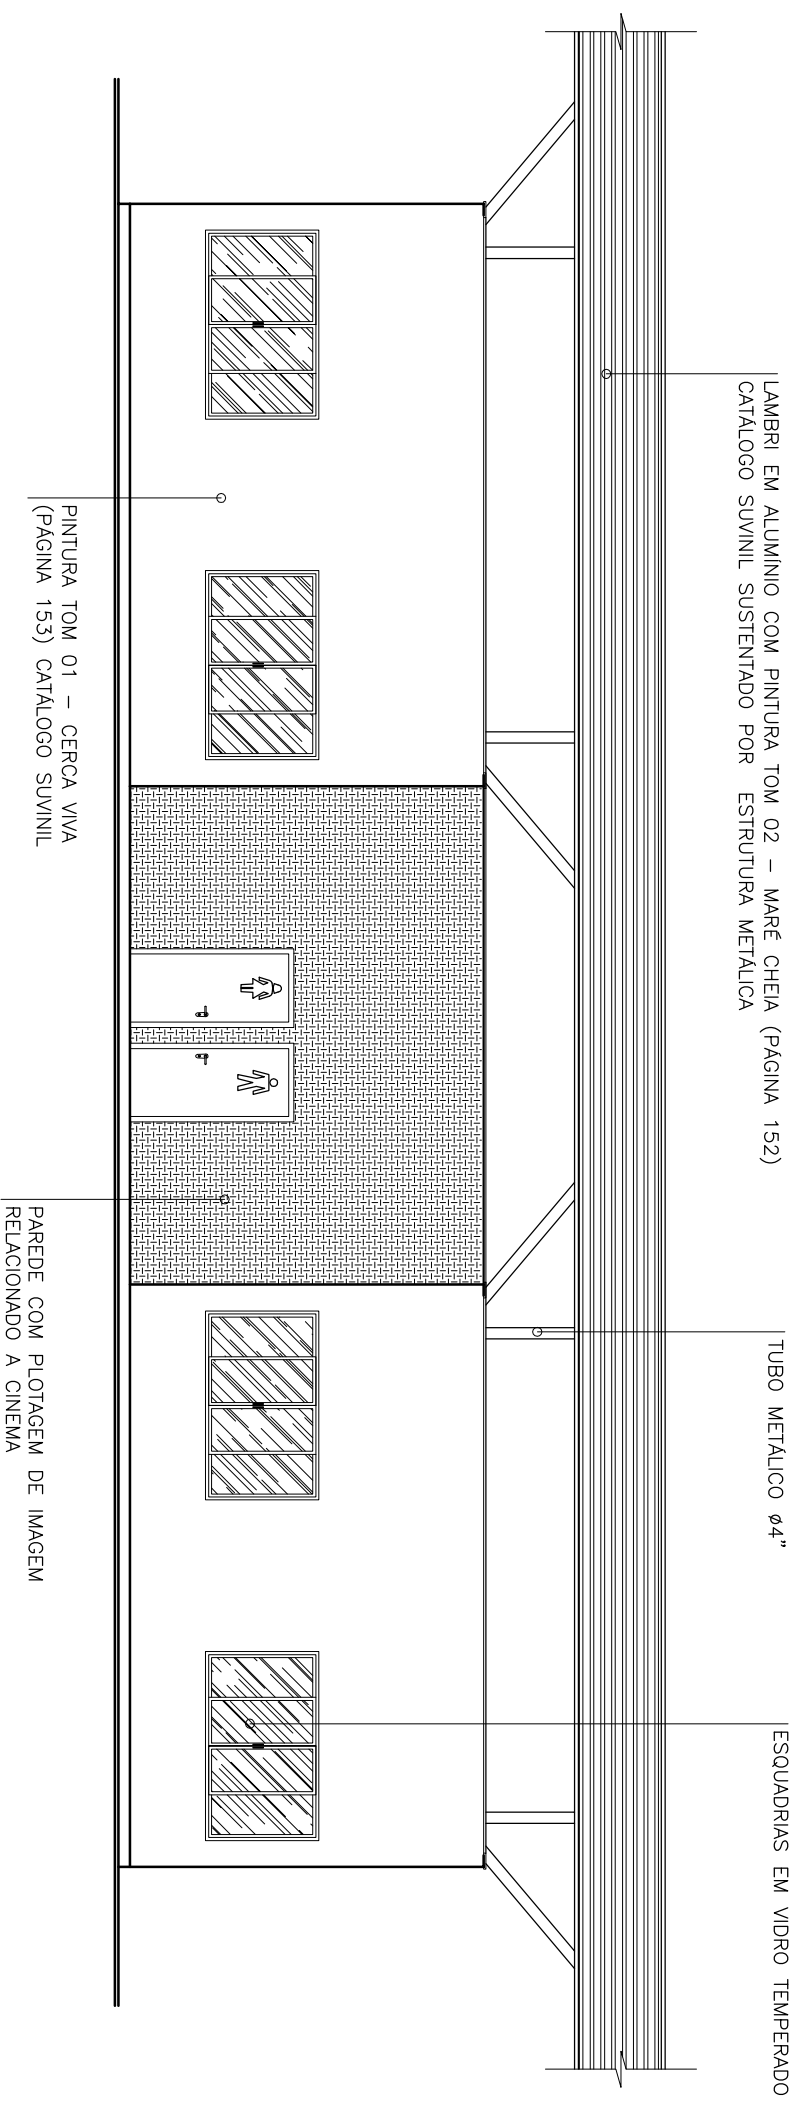 LAMBRI EM ALUMÍNIO COM PINTURA TOM 02 - MARÉ CHEIA (PÁGINA 152)
CATÁLOGO SUVINIL SUSTENTADO POR ESTRUTURA METÁLICA
TUBO METÁLICO ø4"
ESQUADRIAS EM VIDRO TEMPERADO
PINTURA TOM 01 - CERCA VIVA
(PÁGINA 153) CATÁLOGO SUVINIL
PAREDE COM PLOTAGEM DE IMAGEM
RELACIONADO A CINEMA